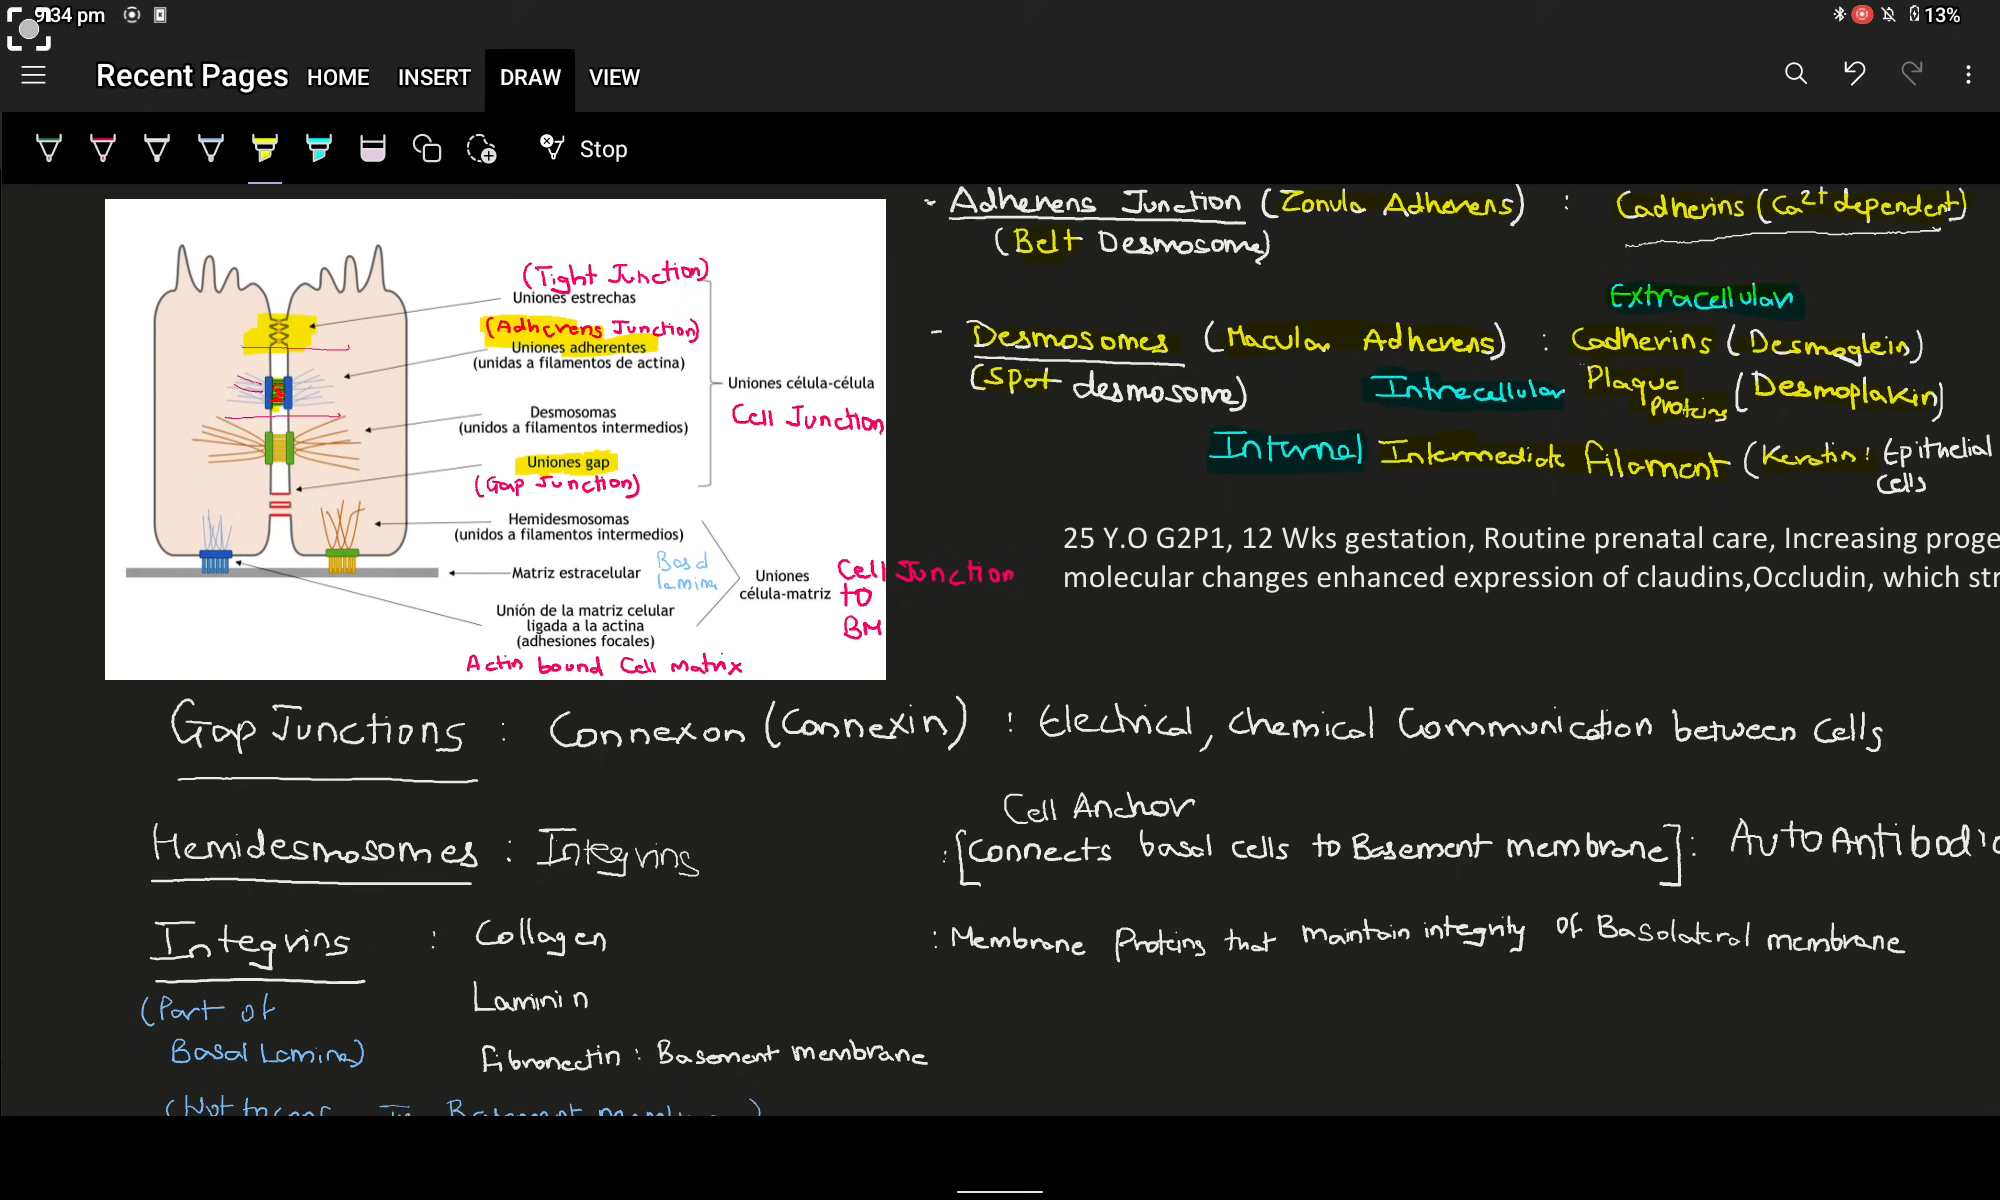 9:34 pm
13%
Recent Pages HOME INSERT DRAW VIEW
Stop
- Adherens Junction (Zonula Adherens) : Cadherins (Ca2+ dependent)
(Belt Desmosome)
Extracellular
- Desmosomes (Macular Adherens) : Cadherins (Desmoglein)
(Spot desmosome) Intracellular Plaque Proteins (Desmoplakin)
Internal Intermediate filament (Keratin : Epithelial
Cells
25 Y.O G2P1, 12 Wks gestation, Routine prenatal care, Increasing proge
molecular changes enhanced expression of claudins,Occludin, which str
(Tight Junction)
Uniones estrechas
(Adherens Junction)
Uniones adherentes
(unidas a filamentos de actina)
Uniones célula-célula
Cell Junction
Desmosomas
(unidos a filamentos intermedios)
Uniones gap
(Gap Junction)
Hemidesmosomas
(unidos a filamentos intermedios)
Matriz estracelular
Basal
lamina
Uniones
célula-matriz
Cell Junction
to
BM
Unión de la matriz celular
ligada a la actina
(adhesiones focales)
Actin bound Cell matrix
Gap Junctions : Connexon (Connexin) : Electrical, Chemical Communication between Cells
Cell Anchor
Hemidesmosomes : Integrins : [Connects basal cells to Basement membrane] : AutoAntibodie
Integrins : Collagen : Membrane Proteins that maintain integrity of Basolateral membrane
(Part of Laminin
Basal Lamina) fibronectin : Basement membrane